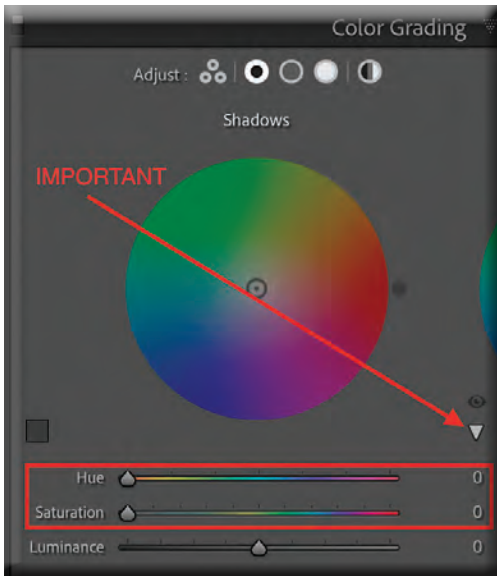 Color Grading
Adjust :
Shadows
IMPORTANT
Hue 0
Saturation 0
Luminance 0